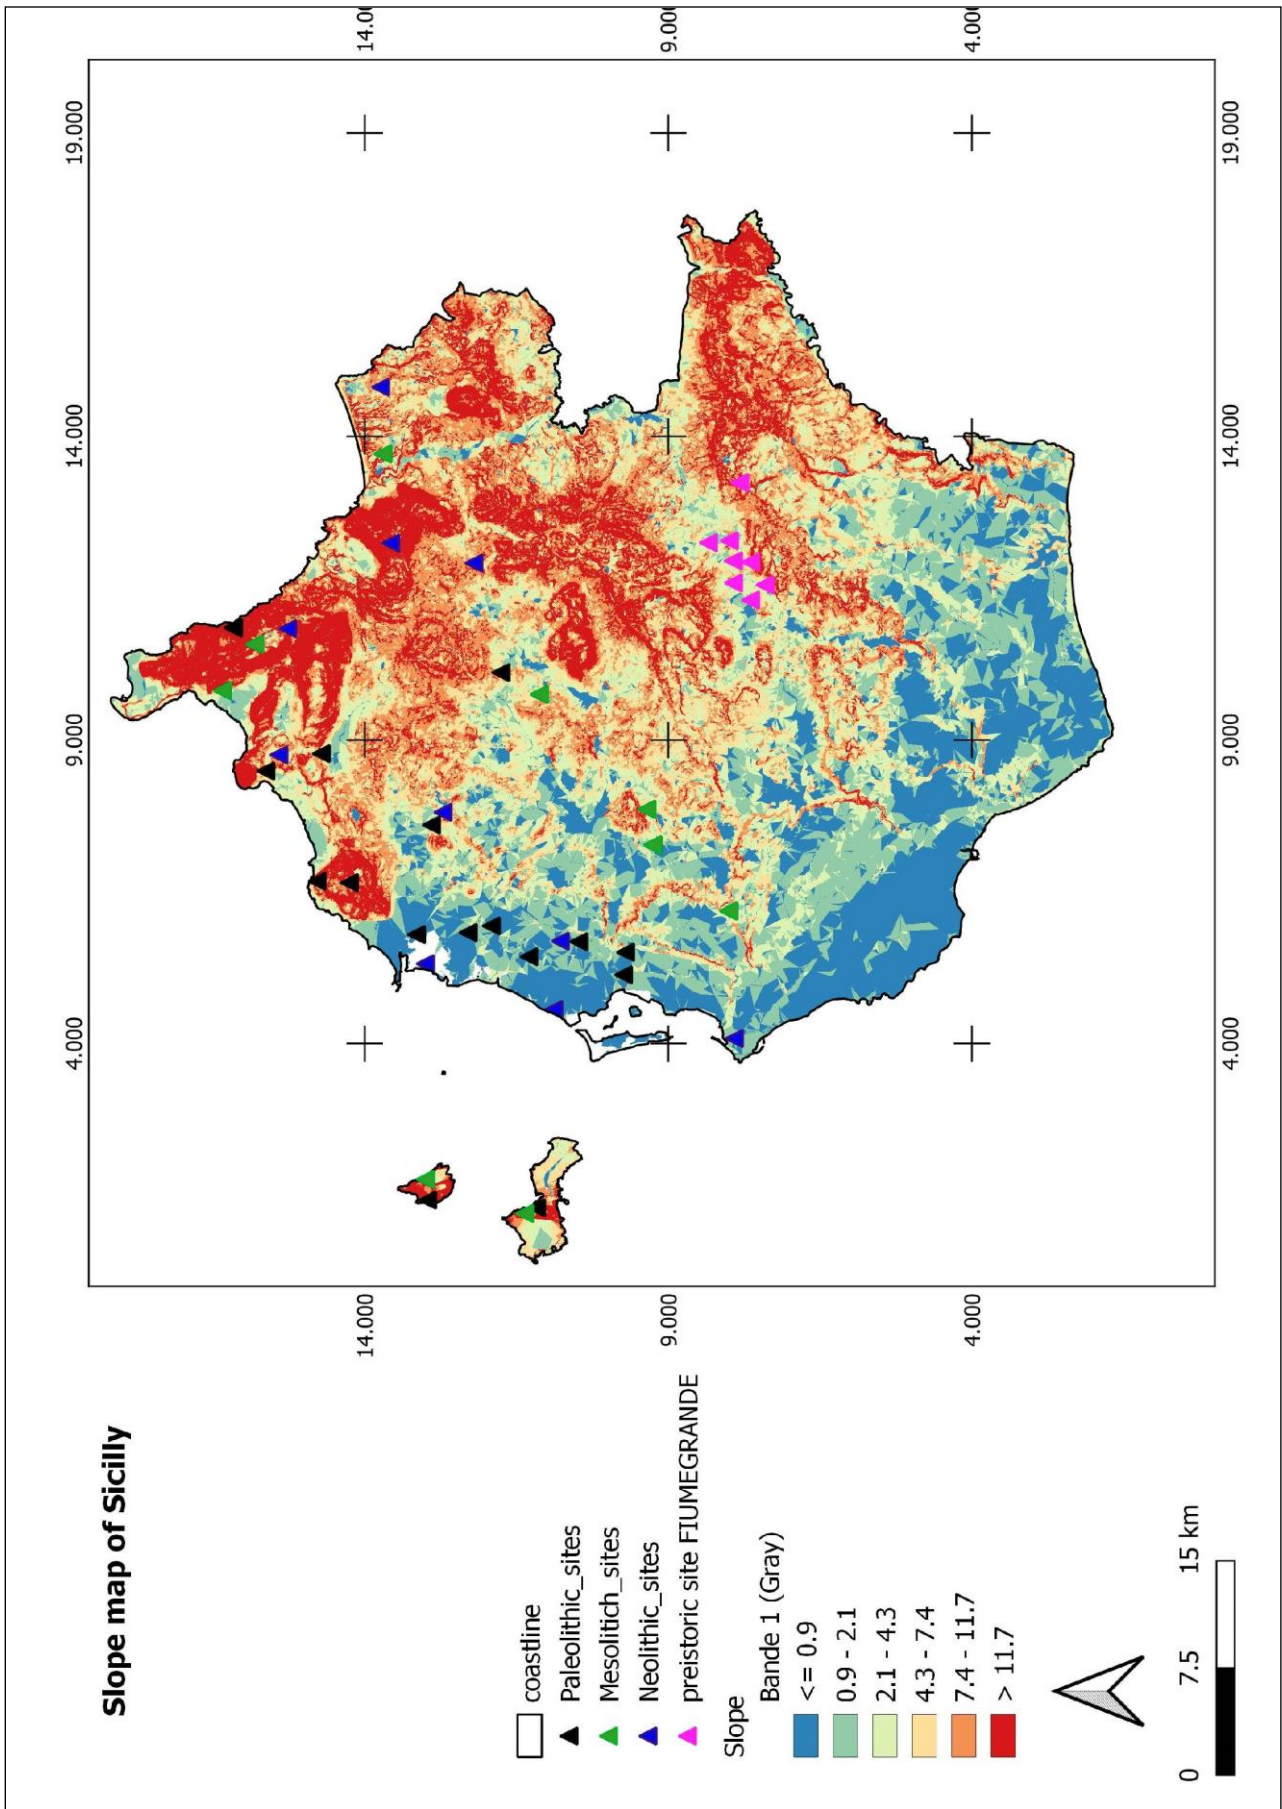 4.000 9.000 14.000 19.000
Slope map of Sicilly
14.000 14.000
9.000 9.000
4.000 4.000
4.000 9.000 14.000 19.000
coastline
Paleolithic_sites
Mesolitich_sites
Neolithic_sites
preistoric site FIUMEGRANDE
Slope
Bande 1 (Gray)
<= 0.9
0.9 - 2.1
2.1 - 4.3
4.3 - 7.4
7.4 - 11.7
> 11.7
0 7.5 15 km